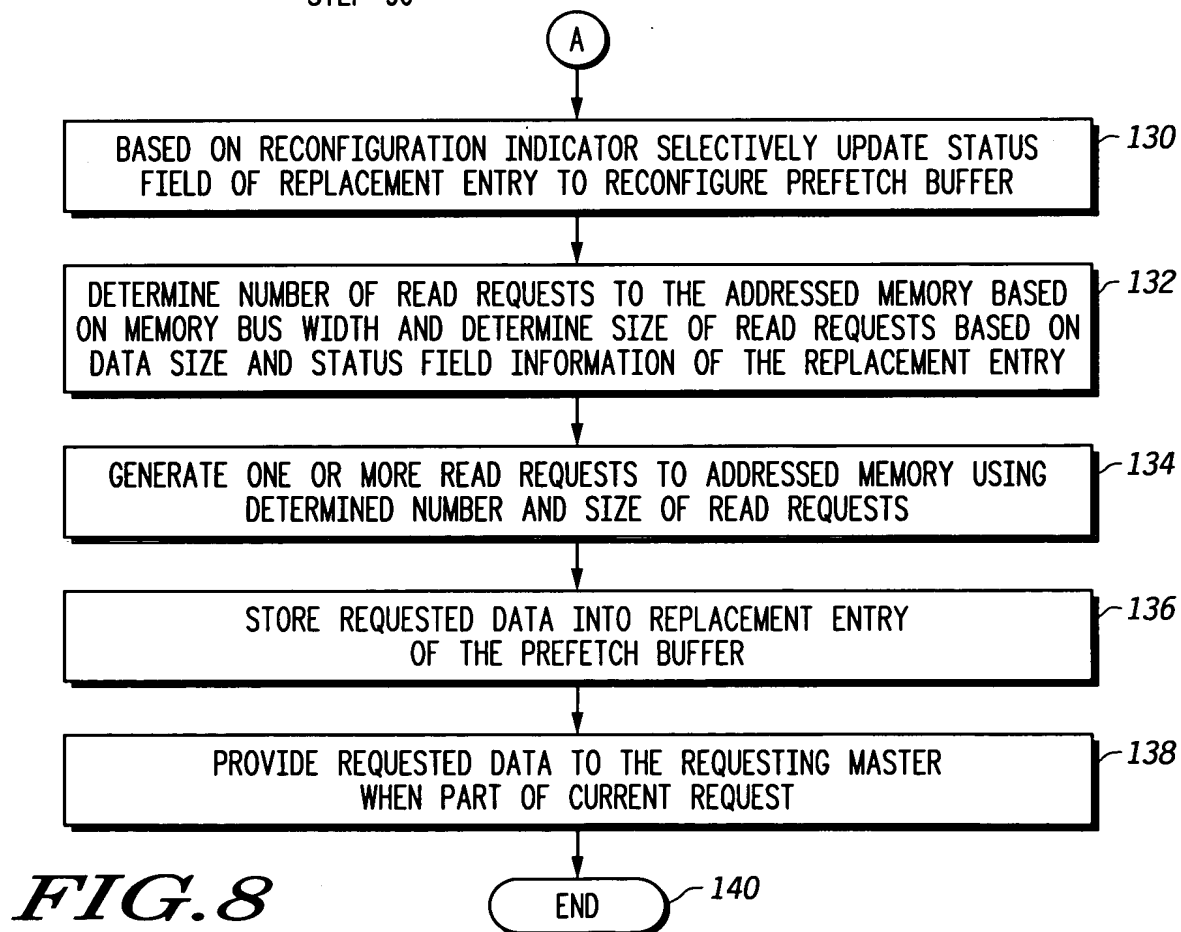 A
BASED ON RECONFIGURATION INDICATOR SELECTIVELY UPDATE STATUS
FIELD OF REPLACEMENT ENTRY TO RECONFIGURE PREFETCH BUFFER
130
DETERMINE NUMBER OF READ REQUESTS TO THE ADDRESSED MEMORY BASED
ON MEMORY BUS WIDTH AND DETERMINE SIZE OF READ REQUESTS BASED ON
DATA SIZE AND STATUS FIELD INFORMATION OF THE REPLACEMENT ENTRY
132
GENERATE ONE OR MORE READ REQUESTS TO ADDRESSED MEMORY USING
DETERMINED NUMBER AND SIZE OF READ REQUESTS
134
STORE REQUESTED DATA INTO REPLACEMENT ENTRY
OF THE PREFETCH BUFFER
136
PROVIDE REQUESTED DATA TO THE REQUESTING MASTER
WHEN PART OF CURRENT REQUEST
138
END
140
FIG.8